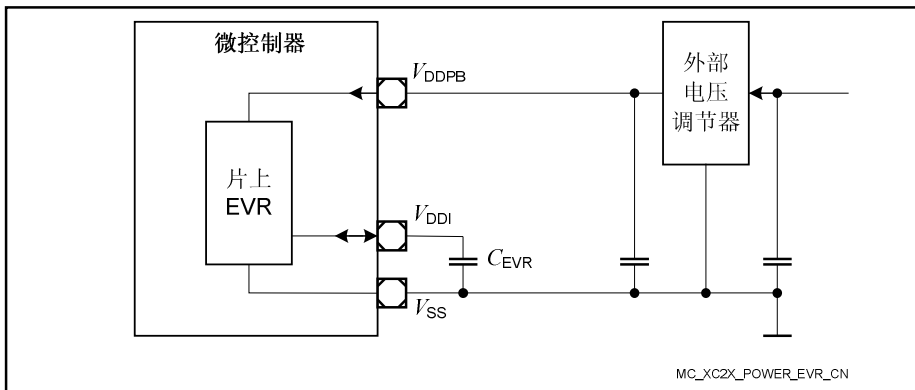 微控制器
VDDPB
外部
电压
调节器
片上
EVR
VDDI
CEVR
VSS
MC_XC2X_POWER_EVR_CN